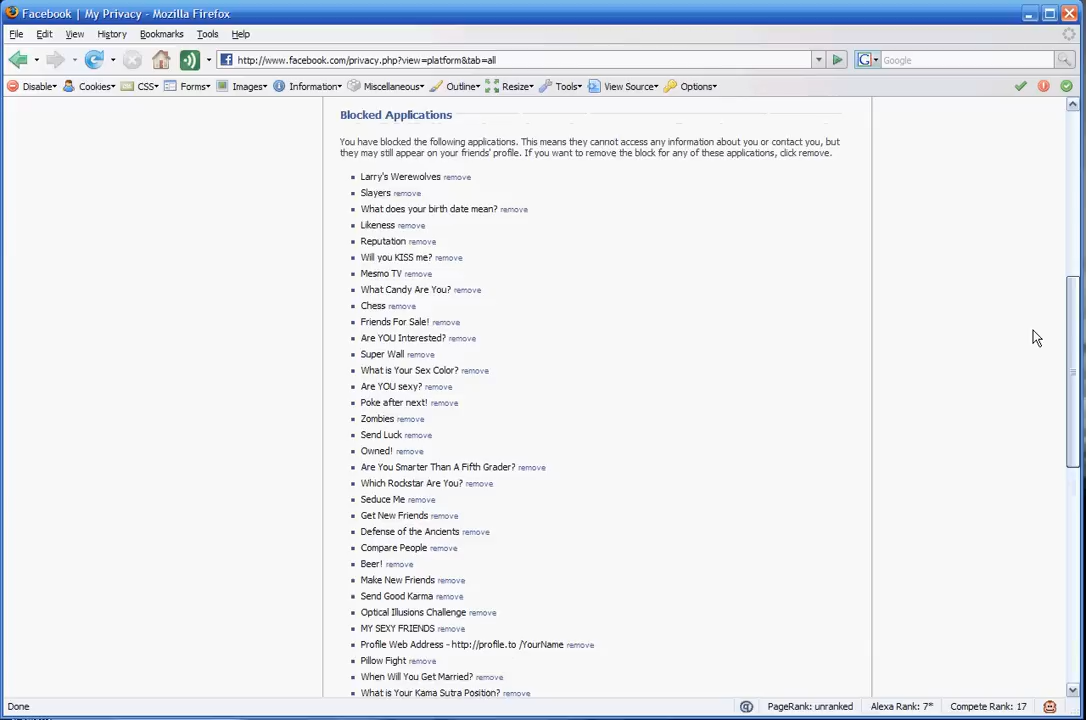 Facebook | My Privacy - Mozilla Firefox
File Edit View History Bookmarks Tools Help
http://www.facebook.com/privacy.php?view=platform&tab=all
Google
Disable Cookies CSS Forms Images Information Miscellaneous Outline Resize Tools View Source Options
Blocked Applications
You have blocked the following applications. This means they cannot access any information about you or contact you, but
they may still appear on your friends' profile. If you want to remove the block for any of these applications, click remove.
Larry's Werewolves remove
Slayers remove
What does your birth date mean? remove
Likeness remove
Reputation remove
Will you KISS me? remove
Mesmo TV remove
What Candy Are You? remove
Chess remove
Friends For Sale! remove
Are YOU Interested? remove
Super Wall remove
What is Your Sex Color? remove
Are YOU sexy? remove
Poke after next! remove
Zombies remove
Send Luck remove
Owned! remove
Are You Smarter Than A Fifth Grader? remove
Which Rockstar Are You? remove
Seduce Me remove
Get New Friends remove
Defense of the Ancients remove
Compare People remove
Beer! remove
Make New Friends remove
Send Good Karma remove
Optical Illusions Challenge remove
MY SEXY FRIENDS remove
Profile Web Address - http://profile.to /YourName remove
Pillow Fight remove
When Will You Get Married? remove
What is Your Kama Sutra Position? remove
Done
PageRank: unranked Alexa Rank: 7* Compete Rank: 17